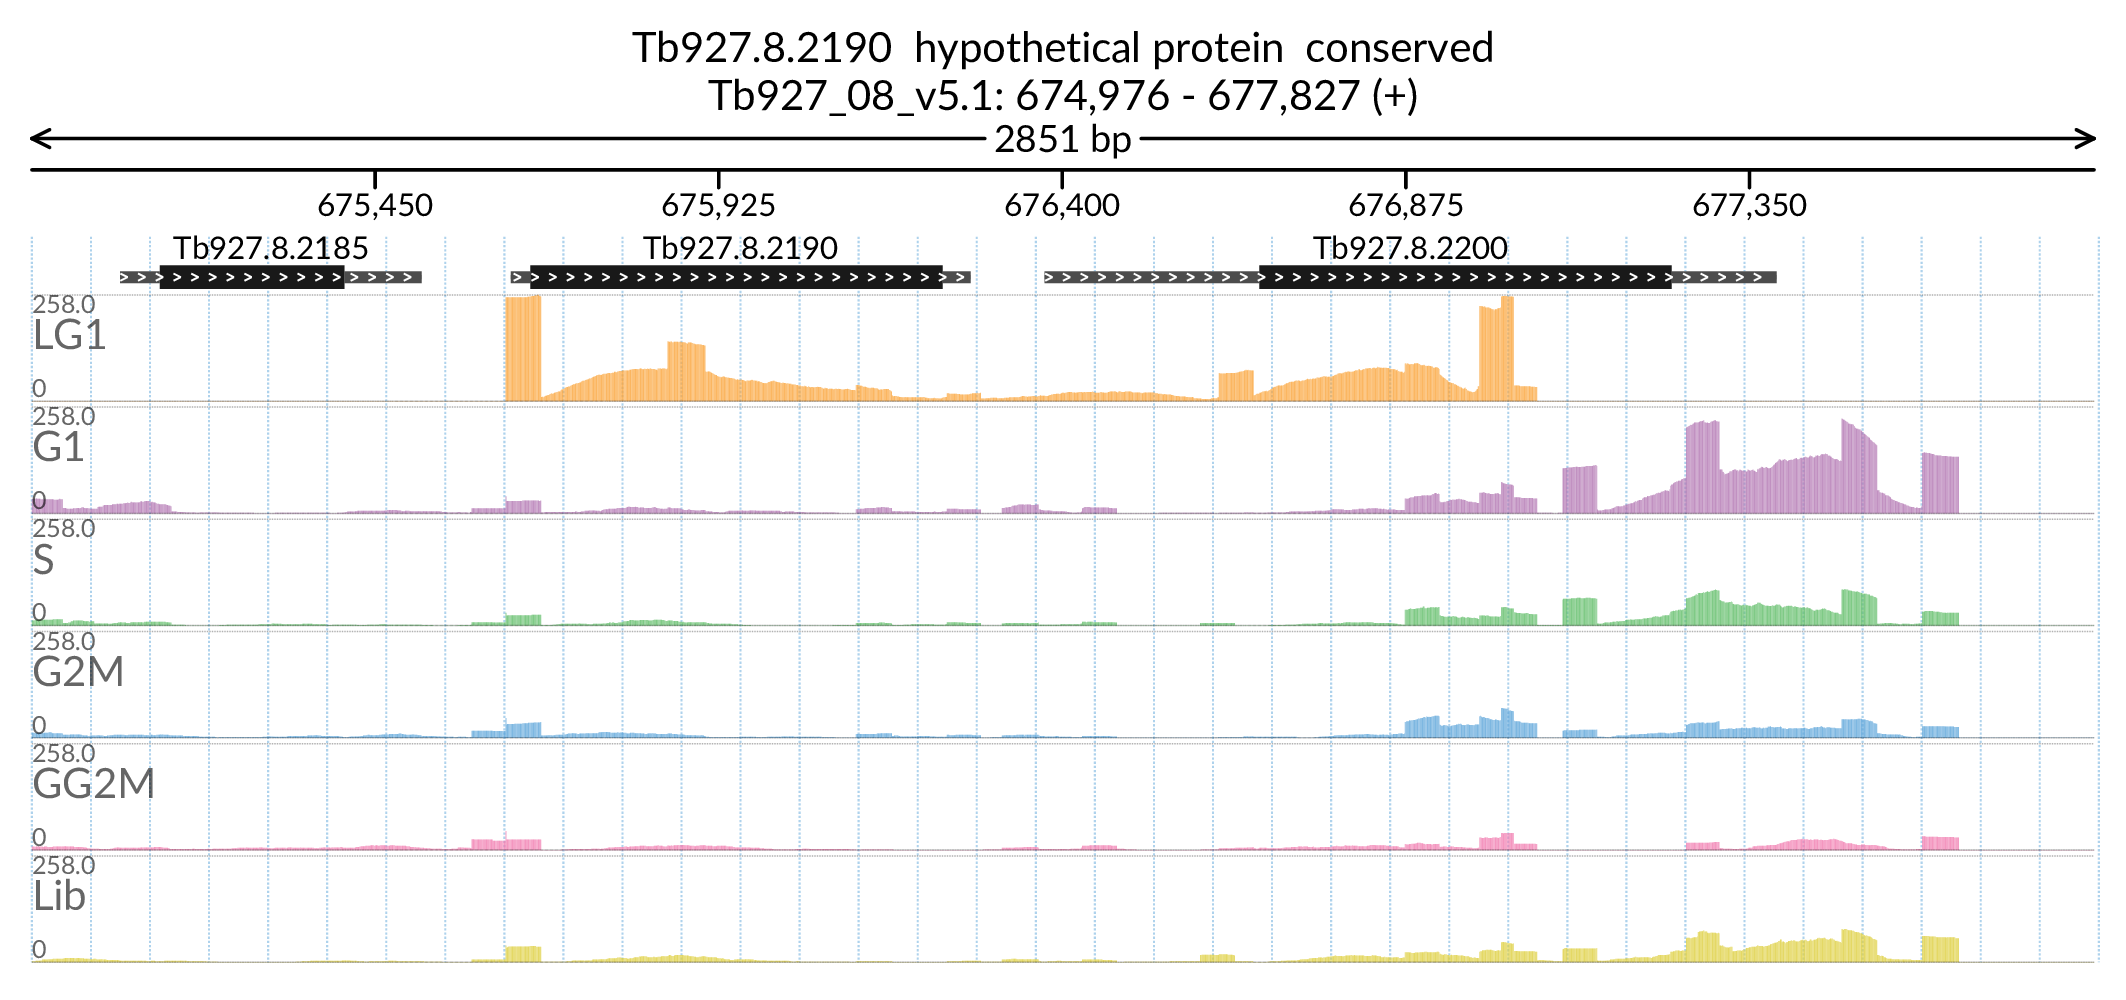 Tb927.8.2190 hypothetical protein conserved
Tb927_08_v5.1: 674,976 - 677,827 (+)
2851 bp
675,450 675,925 676,400 676,875 677,350
Tb927.8.2185 Tb927.8.2190 Tb927.8.2200
258.0
LG1
0
258.0
G1
0
258.0
S
0
258.0
G2M
0
258.0
GG2M
0
258.0
Lib
0